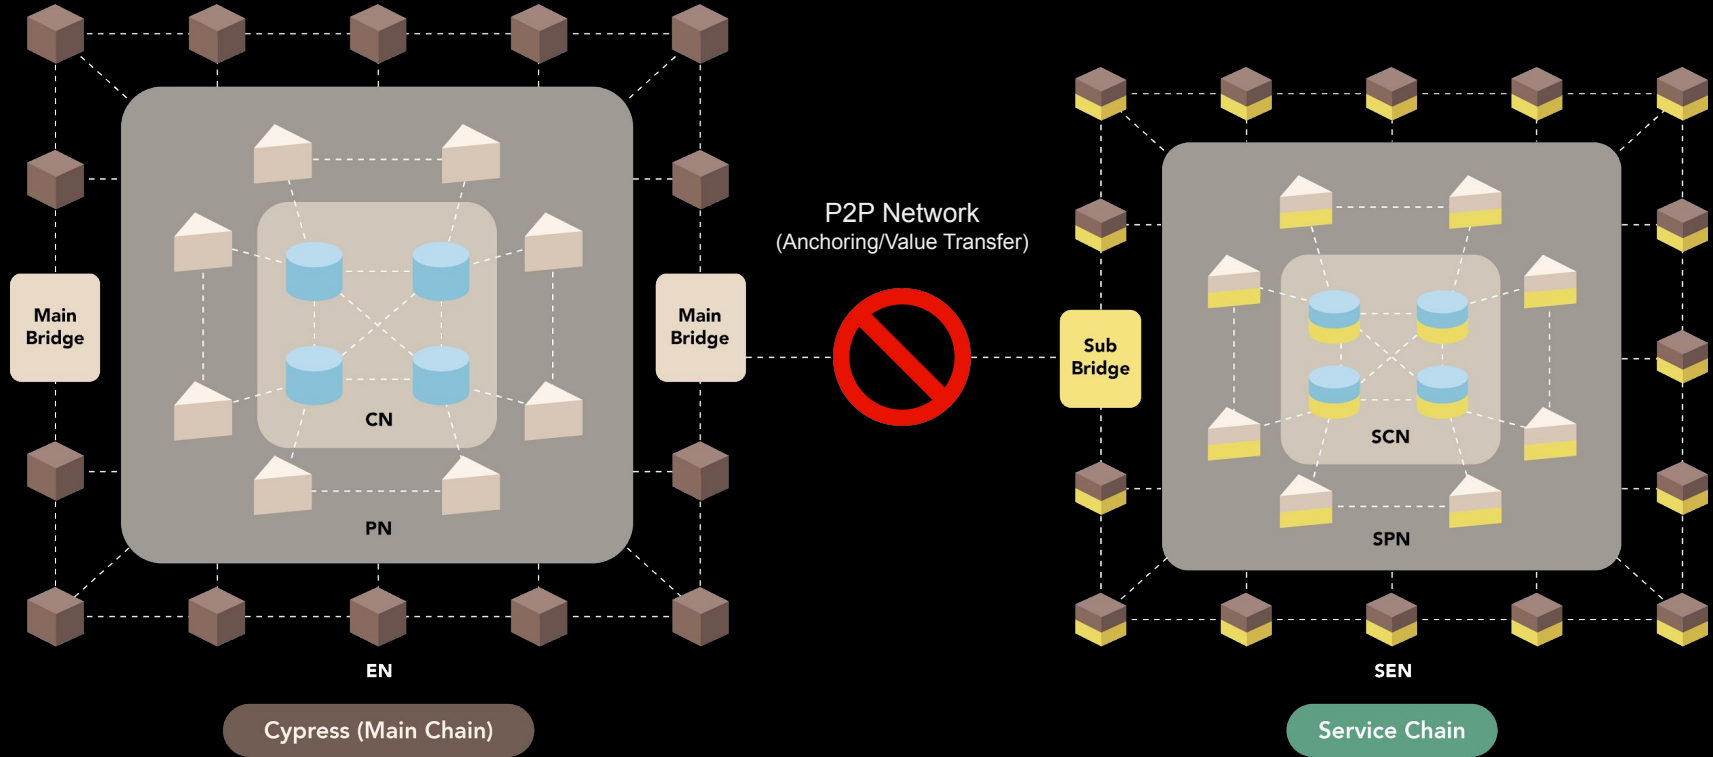 P2P Network
(Anchoring/Value Transfer)
Main
Bridge
Main
Bridge
Sub
Bridge
CN
PN
EN
Cypress (Main Chain)
SCN
SPN
SEN
Service Chain